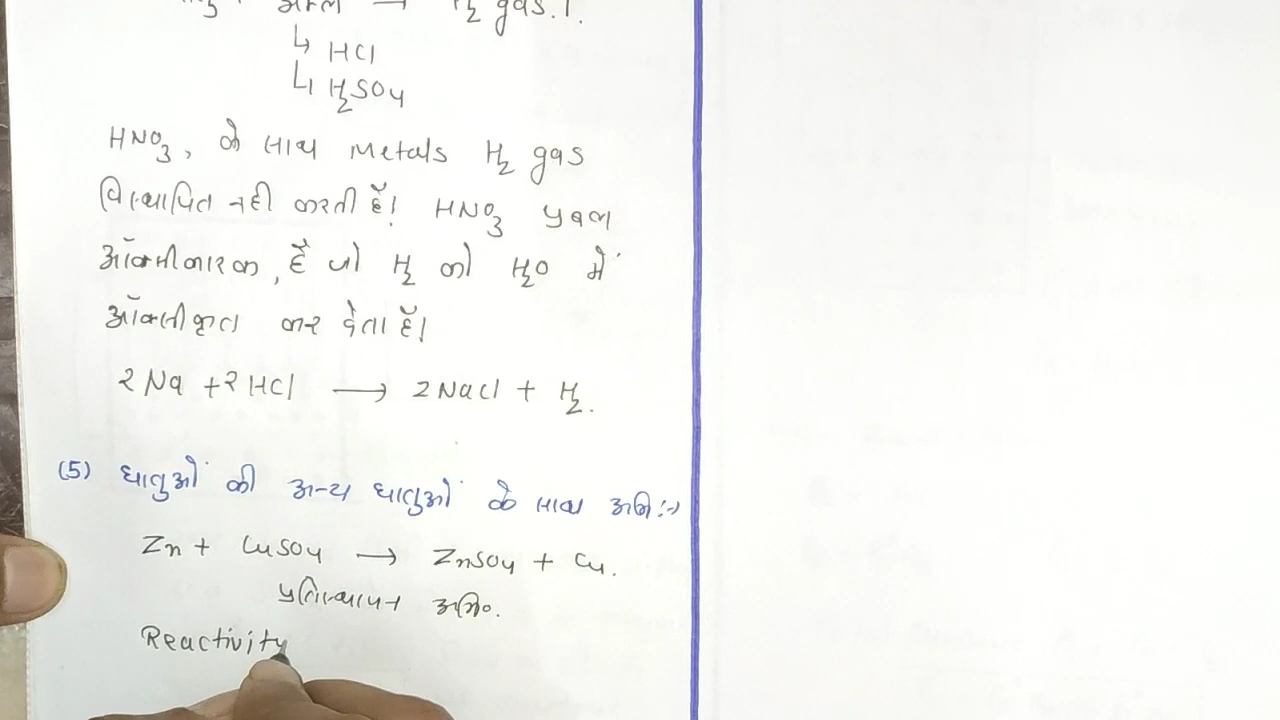 अम्ल → H₂ gas.↑.
↳ HCl
↳ H₂SO₄
HNO₃, के साथ Metals H₂ gas
विस्थापित नही करती हैं! HNO₃ प्रबल
ऑक्सीकारक, है जो H₂ को H₂O में
ऑक्सीकृत कर देता हैं।
2Na + 2HCl → 2NaCl + H₂.
(5) धातुओं की अन्य धातुओं के साथ अभि:→
Zn + CuSO₄ → ZnSO₄ + Cu.
प्रतिस्थापन अभि०.
Reactivity